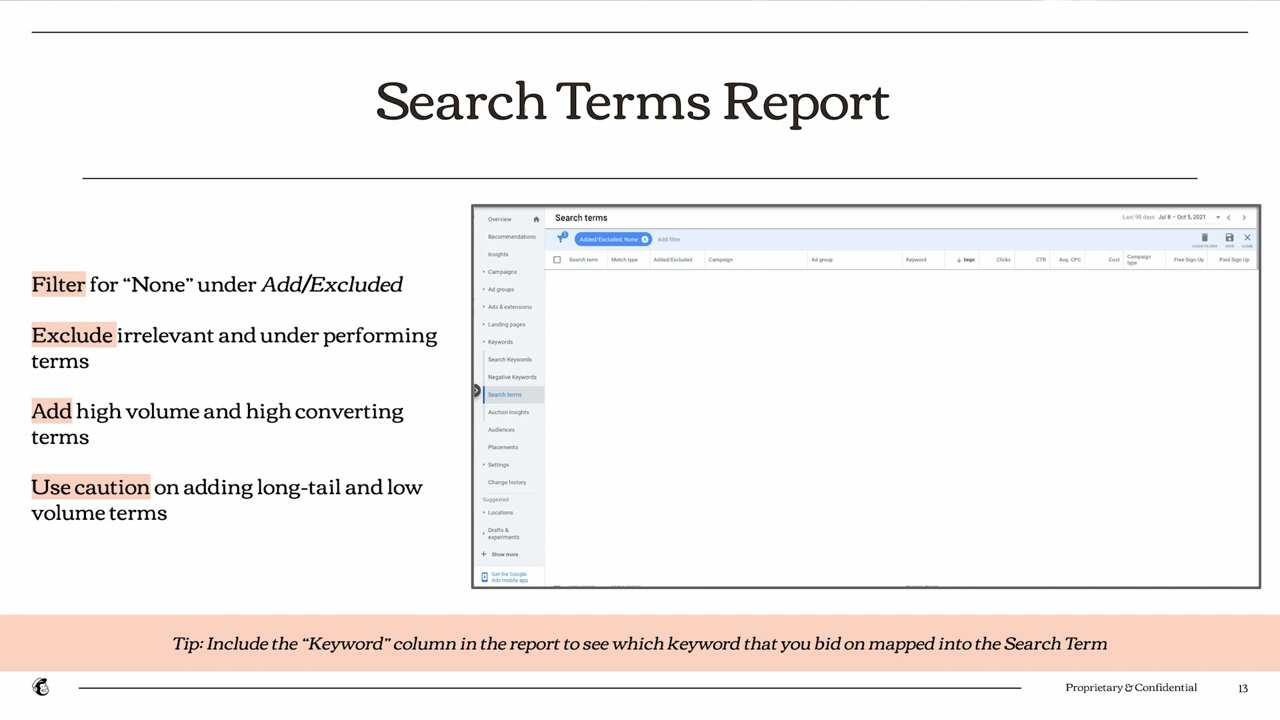 Search Terms Report
Filter for “None” under Add/Excluded
Exclude irrelevant and under performing
terms
Add high volume and high converting
terms
Use caution on adding long-tail and low
volume terms
Overview
Recommendations
Insights
Campaigns
Ad groups
Ads & extensions
Landing pages
Keywords
Search Keywords
Negative Keywords
Search terms
Auction insights
Audiences
Placements
Settings
Change history
Suggested
Locations
Drafts &
experiments
Show more
Get the Google
Ads mobile app
Search terms
Last 90 days Jul 8 – Oct 5, 2021
1
Added/Excluded: None Add filter
CLEAR FILTERS SAVE CLOSE
Search term Match type Added/Excluded Campaign Ad group Keyword Impr. Clicks CTR Avg. CPC Cost Campaign
type Free Sign Up Paid Sign Up
Tip: Include the “Keyword” column in the report to see which keyword that you bid on mapped into the Search Term
Proprietary & Confidential 13